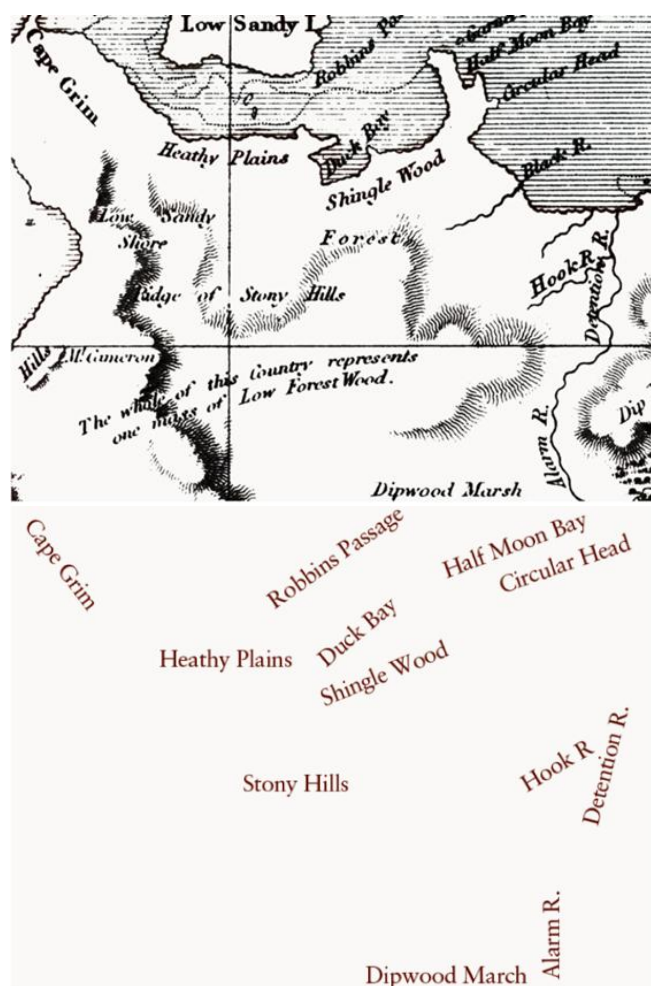 Low Sandy I.
Cape Grim
Robbins Pa
Half Moon Bay
Circular Head
Heathy Plains
Duck Bay
Shingle Wood
Black R.
Low Sandy
Shore
Forest
Ridge of Stony Hills
Hook R.
Detention R.
Hills
Mt. Cameron
The whole of this Country represents
one mass of Low Forest Wood.
Alarm R.
Dip
Dipwood Marsh
Cape Grim
Robbins Passage
Half Moon Bay
Circular Head
Duck Bay
Heathy Plains
Shingle Wood
Detention R.
Hook R
Stony Hills
Alarm R.
Dipwood March